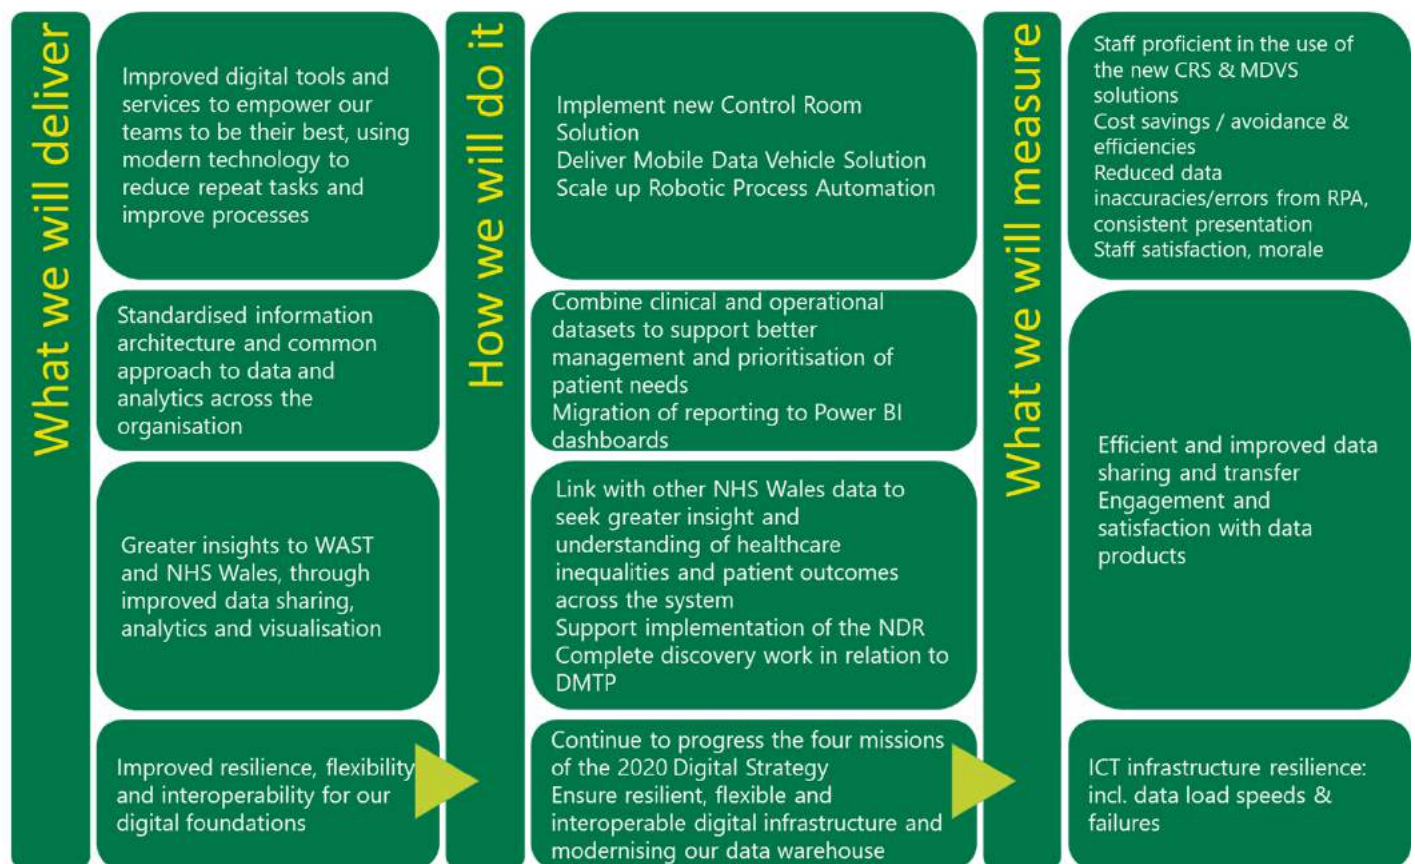 What we will deliver
Improved digital tools and
services to empower our
teams to be their best, using
modern technology to
reduce repeat tasks and
improve processes
Standardised information
architecture and common
approach to data and
analytics across the
organisation
Greater insights to WAST
and NHS Wales, through
improved data sharing,
analytics and visualisation
Improved resilience, flexibility
and interoperability for our
digital foundations
How we will do it
Implement new Control Room
Solution
Deliver Mobile Data Vehicle Solution
Scale up Robotic Process Automation
Combine clinical and operational
datasets to support better
management and prioritisation of
patient needs
Migration of reporting to Power BI
dashboards
Link with other NHS Wales data to
seek greater insight and
understanding of healthcare
inequalities and patient outcomes
across the system
Support implementation of the NDR
Complete discovery work in relation to
DMTP
Continue to progress the four missions
of the 2020 Digital Strategy
Ensure resilient, flexible and
interoperable digital infrastructure and
modernising our data warehouse
What we will measure
Staff proficient in the use of
the new CRS & MDVS
solutions
Cost savings / avoidance &
efficiencies
Reduced data
inaccuracies/errors from RPA,
consistent presentation
Staff satisfaction, morale
Efficient and improved data
sharing and transfer
Engagement and
satisfaction with data
products
ICT infrastructure resilience:
incl. data load speeds &
failures